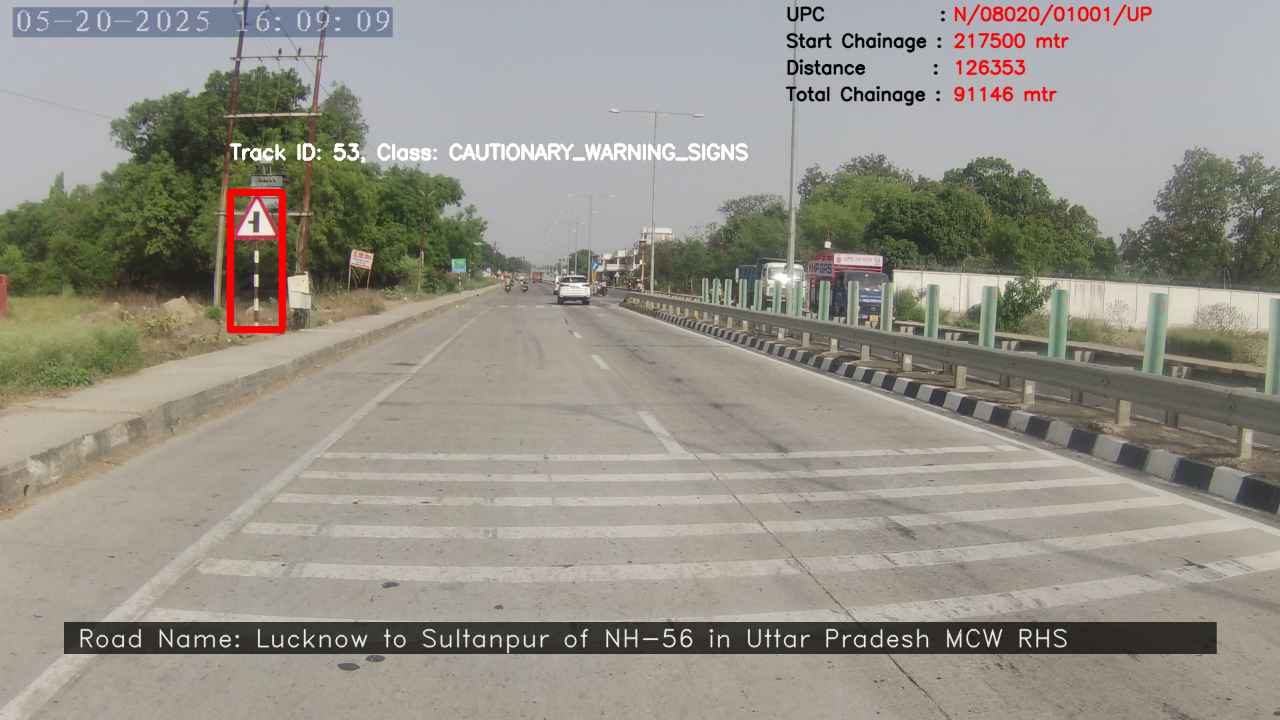 05-20-2025 16:09:09
UPC : N/08020/01001/UP
Start Chainage : 217500 mtr
Distance : 126353
Total Chainage : 91146 mtr
Track ID: 53, Class: CAUTIONARY_WARNING_SIGNS
Road Name: Lucknow to Sultanpur of NH-56 in Uttar Pradesh MCW RHS